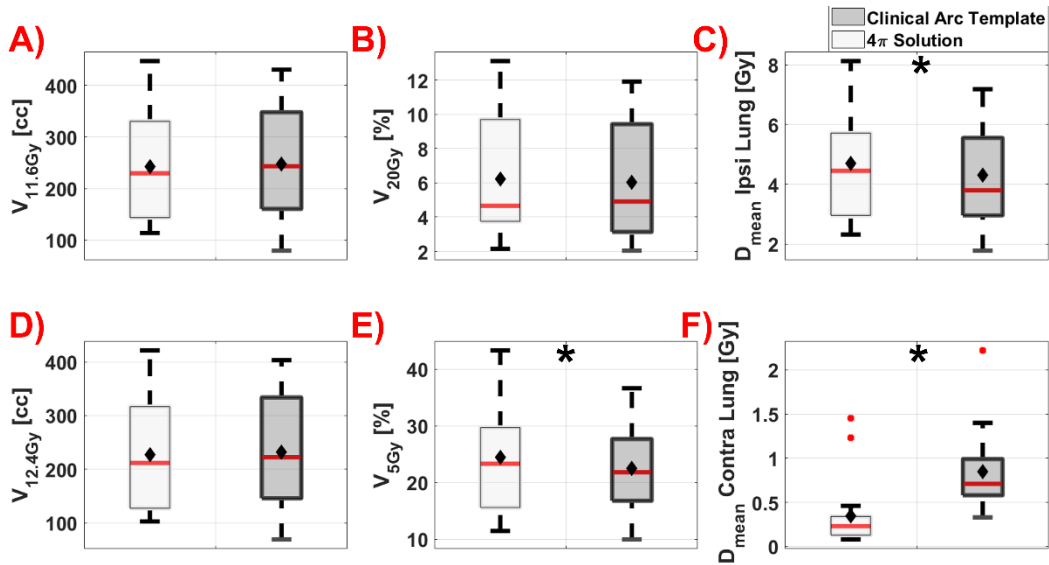 A)
V11.6Gy [cc]
400
300
200
100
B)
V20Gy [%]
12
10
8
6
4
2
Clinical Arc Template
4π Solution
C)
Dmean Ipsi Lung [Gy]
8
6
4
2
*
D)
V12.4Gy [cc]
400
300
200
100
E)
V5Gy [%]
40
30
20
10
*
F)
Dmean Contra Lung [Gy]
2
1.5
1
0.5
0
*